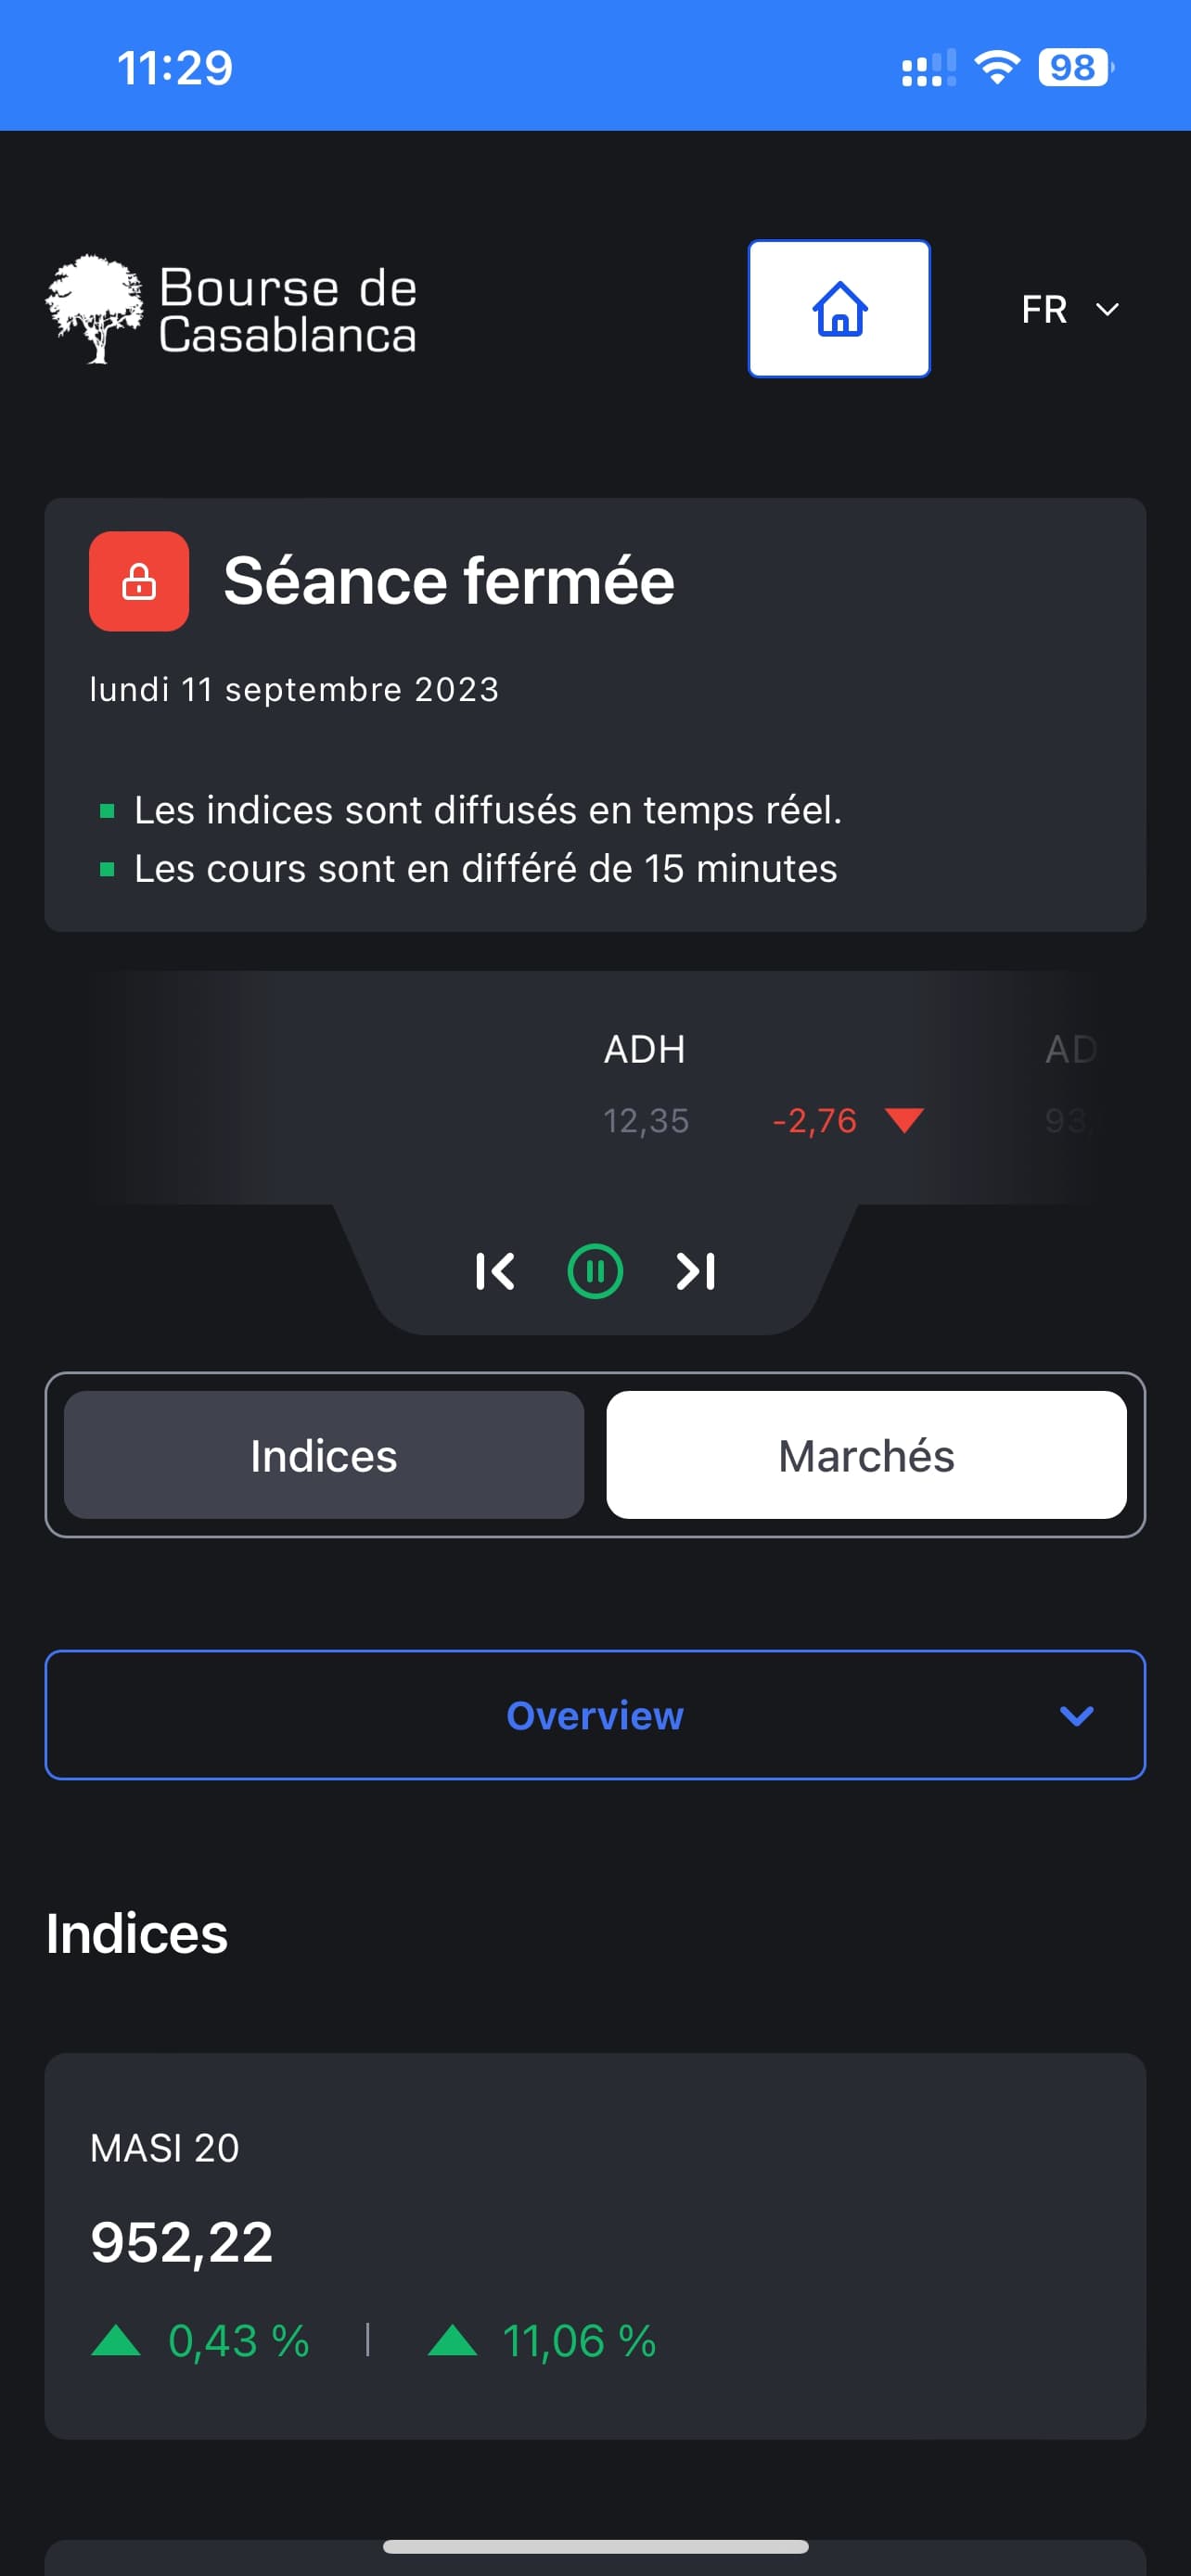 11:29
98
Bourse de
Casablanca
FR
Séance fermée
lundi 11 septembre 2023
Les indices sont diffusés en temps réel.
Les cours sont en différé de 15 minutes
ADH
AD
12,35 -2,76
93,
Indices
Marchés
Overview
Indices
MASI 20
952,22
0,43 % | 11,06 %